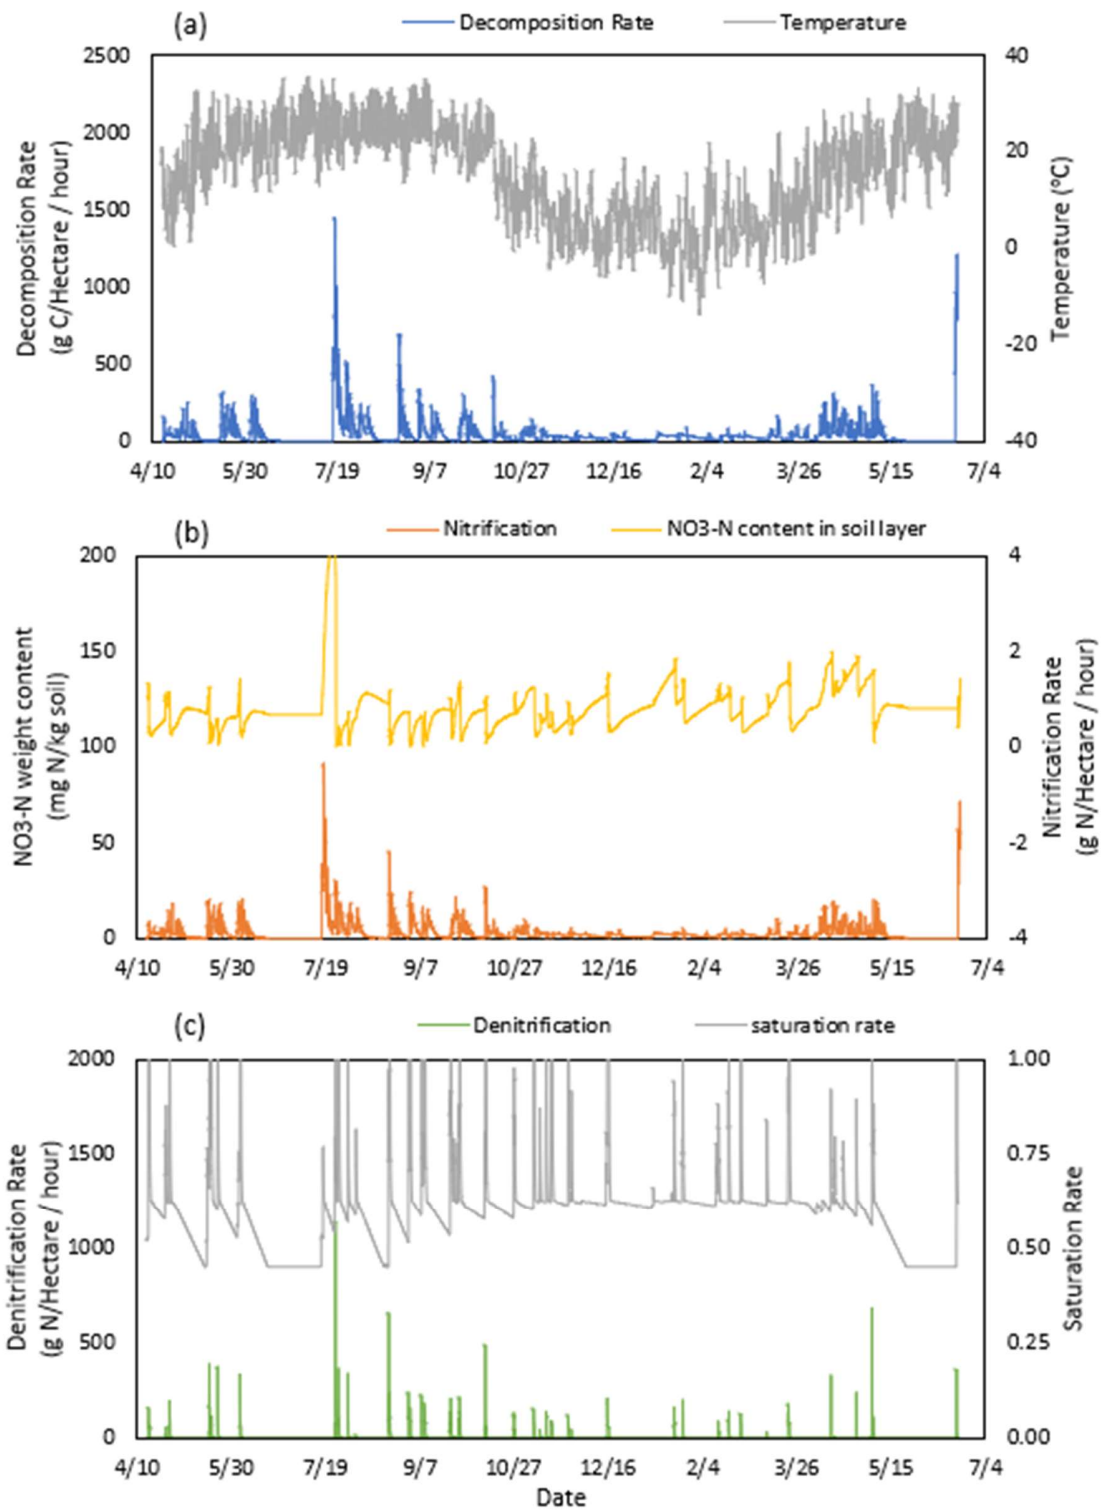 (a)
Decomposition Rate Temperature
2500 40
2000 20
1500 0
1000 -20
500 -40
0
Decomposition Rate
(g C/Hectare / hour)
Temperature (°C)
4/10 5/30 7/19 9/7 10/27 12/16 2/4 3/26 5/15 7/4
(b)
Nitrification NO3-N content in soil layer
200 4
150 2
100 0
50 -2
0 -4
NO3-N weight content
(mg N/kg soil)
Nitrification Rate
(g N/Hectare / hour)
4/10 5/30 7/19 9/7 10/27 12/16 2/4 3/26 5/15 7/4
(c)
Denitrification saturation rate
2000 1.00
1500 0.75
1000 0.50
500 0.25
0 0.00
Denitrification Rate
(g N/Hectare / hour)
Saturation Rate
4/10 5/30 7/19 9/7 10/27 12/16 2/4 3/26 5/15 7/4
Date